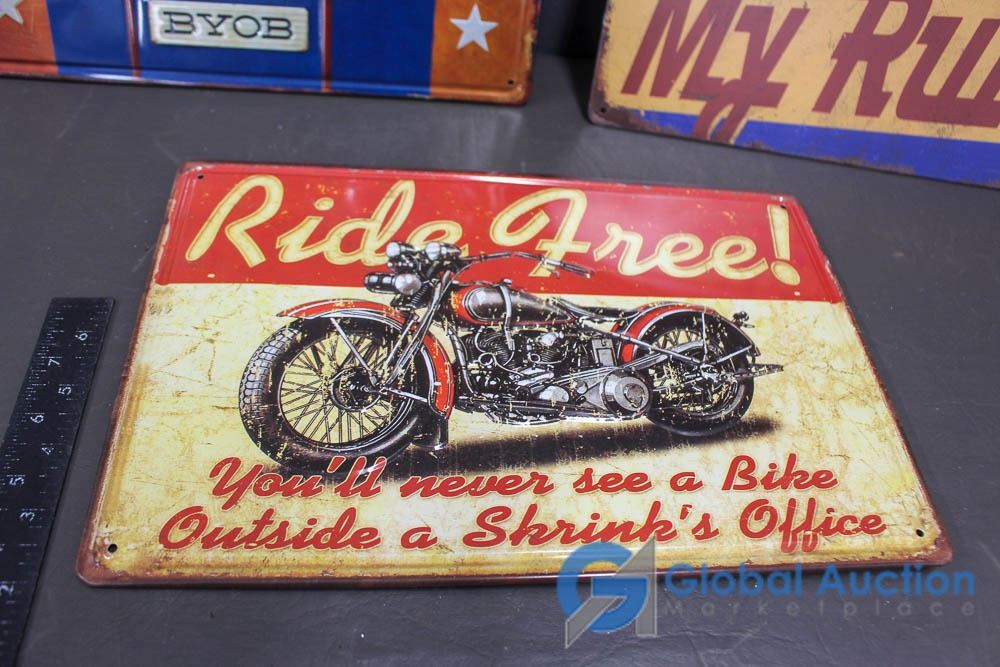 BYOB
My Ru
Ride Free!
You'll never see a Bike
Outside a Shrink's Office
Global Auction
Marketplace